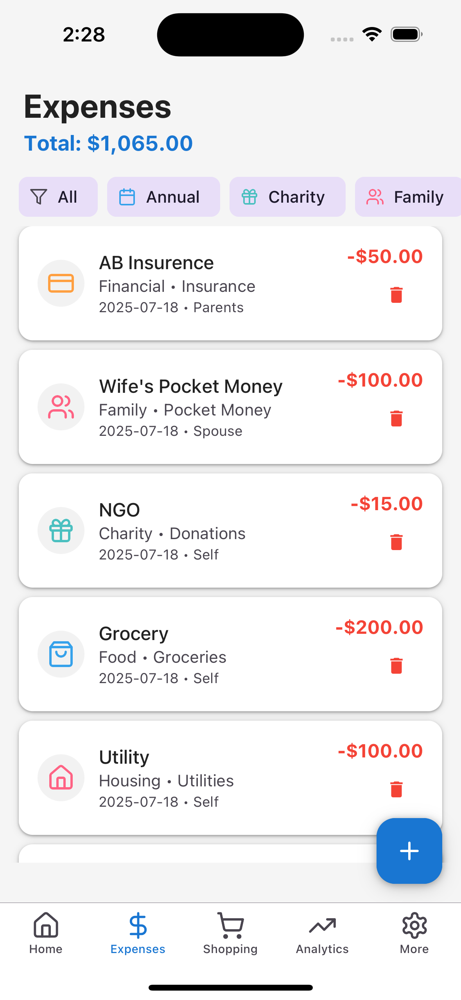 2:28
Expenses
Total: $1,065.00
All
Annual
Charity
Family
AB Insurence
-$50.00
Financial • Insurance
2025-07-18 • Parents
Wife's Pocket Money
-$100.00
Family • Pocket Money
2025-07-18 • Spouse
NGO
-$15.00
Charity • Donations
2025-07-18 • Self
Grocery
-$200.00
Food • Groceries
2025-07-18 • Self
Utility
-$100.00
Housing • Utilities
2025-07-18 • Self
Home
Expenses
Shopping
Analytics
More